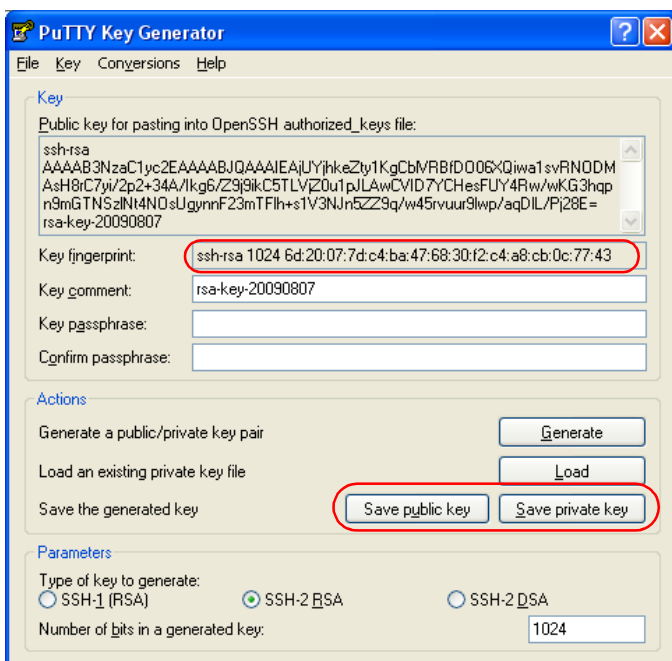 PuTTY Key Generator
File Key Conversions Help
Key
Public key for pasting into OpenSSH authorized_keys file:
ssh-rsa
AAAAB3NzaC1yc2EAAAABJQAAAIEAjUYjhkeZty1KgCblVRBfDO06XQiwa1svRNODM
AsH8rC7yi/2p2+34A/Ikg6/Z9j9ikC5TLVjZ0u1pJLAwCVID7YCHesFUY4Rw/wKG3hqp
n9mGTNSzlNt4NOsUgynnF23mTFlh+s1V3NJn5ZZ9q/w45rvuur9lwp/aqDIL/Pj28E=
rsa-key-20090807
Key fingerprint: ssh-rsa 1024 6d:20:07:7d:c4:ba:47:68:30:f2:c4:a8:cb:0c:77:43
Key comment: rsa-key-20090807
Key passphrase:
Confirm passphrase:
Actions
Generate a public/private key pair Generate
Load an existing private key file Load
Save the generated key Save public key Save private key
Parameters
Type of key to generate:
SSH-1 (RSA) SSH-2 RSA SSH-2 DSA
Number of bits in a generated key: 1024